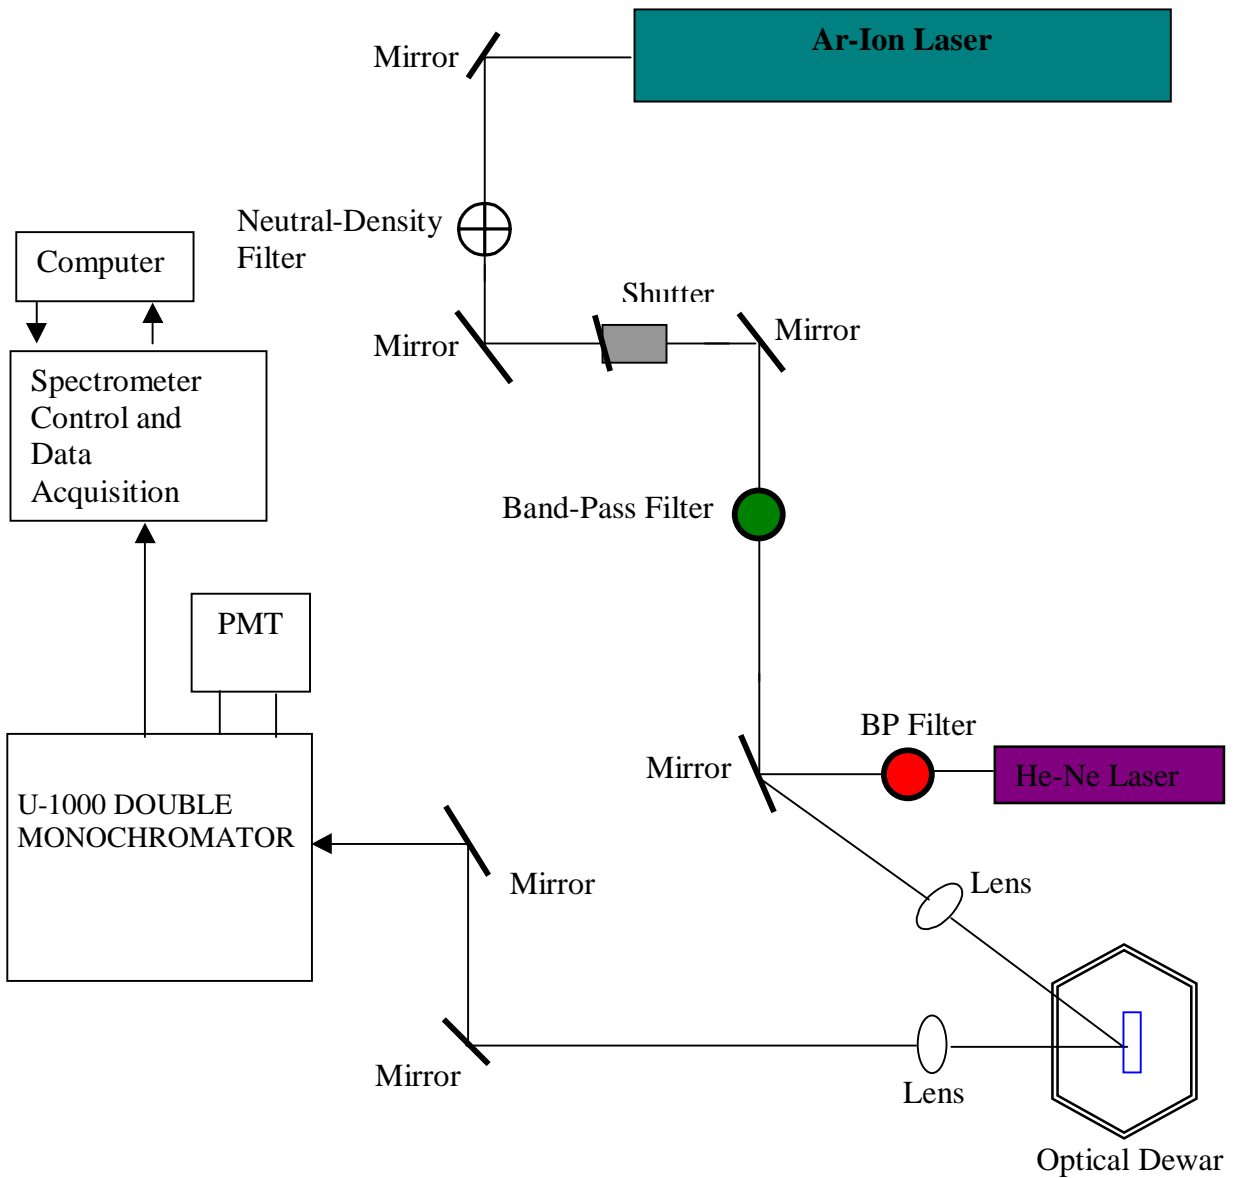 Ar-Ion Laser
Mirror
Neutral-Density
Filter
Computer
Shutter
Mirror
Mirror
Spectrometer
Control and
Data
Acquisition
Band-Pass Filter
PMT
BP Filter
Mirror
He-Ne Laser
U-1000 DOUBLE
MONOCHROMATOR
Mirror
Lens
Mirror
Lens
Optical Dewar